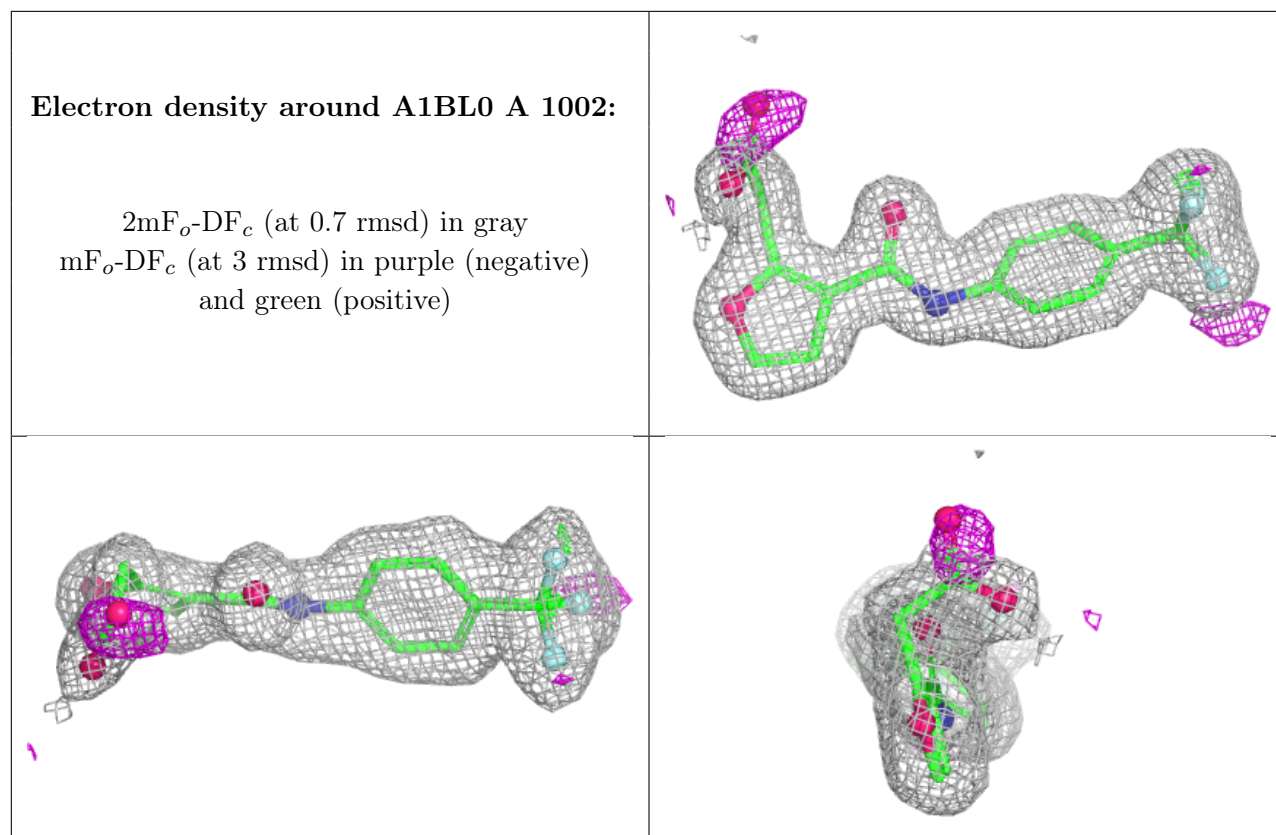 Electron density around A1BL0 A 1002:
2mFₒ-DF𝒸 (at 0.7 rmsd) in gray
mFₒ-DF𝒸 (at 3 rmsd) in purple (negative)
and green (positive)